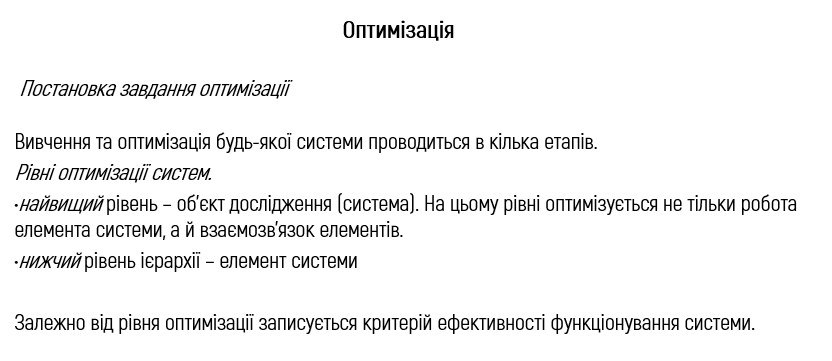 Оптимізація
Постановка завдання оптимізації
Вивчення та оптимізація будь-якої системи проводиться в кілька етапів.
Рівні оптимізації систем.
·найвищий рівень – об’єкт дослідження (система). На цьому рівні оптимізується не тільки робота
елемента системи, а й взаємозв’язок елементів.
·нижчий рівень ієрархії – елемент системи
Залежно від рівня оптимізації записується критерій ефективності функціонування системи.